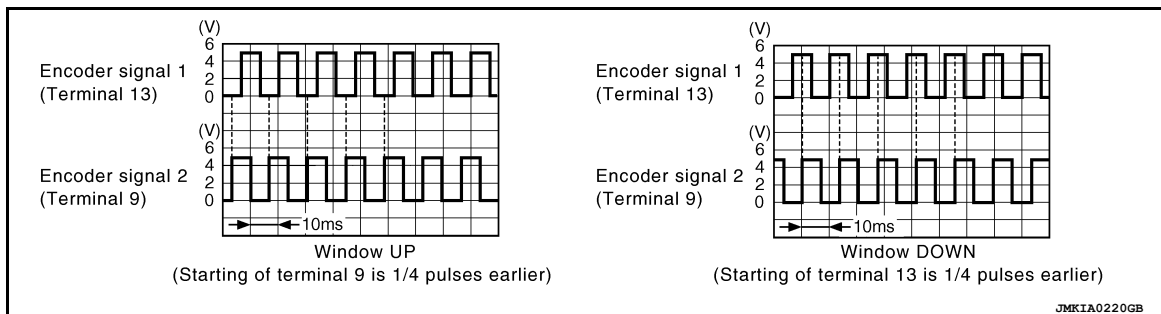 (V)
6
4
2
0
Encoder signal 1
(Terminal 13)
(V)
6
4
2
0
Encoder signal 2
(Terminal 9)
10ms
Window UP
(Starting of terminal 9 is 1/4 pulses earlier)
(V)
6
4
2
0
Encoder signal 1
(Terminal 13)
(V)
6
4
2
0
Encoder signal 2
(Terminal 9)
10ms
Window DOWN
(Starting of terminal 13 is 1/4 pulses earlier)
JMKIA0220GB